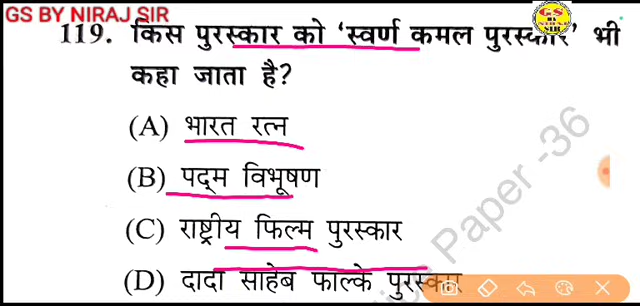 GS BY NIRAJ SIR
119. किस पुरस्कार को ‘स्वर्ण कमल पुरस्कार’ भी
कहा जाता है?
(A) भारत रत्न
(B) पद्म विभूषण
(C) राष्ट्रीय फिल्म पुरस्कार
(D) दादा साहेब फाल्के पुरस्कार
Paper -36